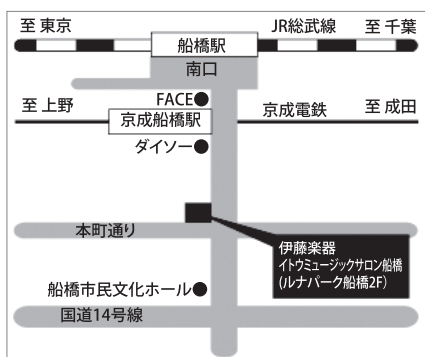 至 東京
船橋駅
JR総武線
至 千葉
南口
FACE
至 上野
京成船橋駅
京成電鉄
至 成田
ダイソー
本町通り
伊藤楽器
イトウミュージックサロン船橋
(ルナパーク船橋2F)
船橋市民文化ホール
国道14号線